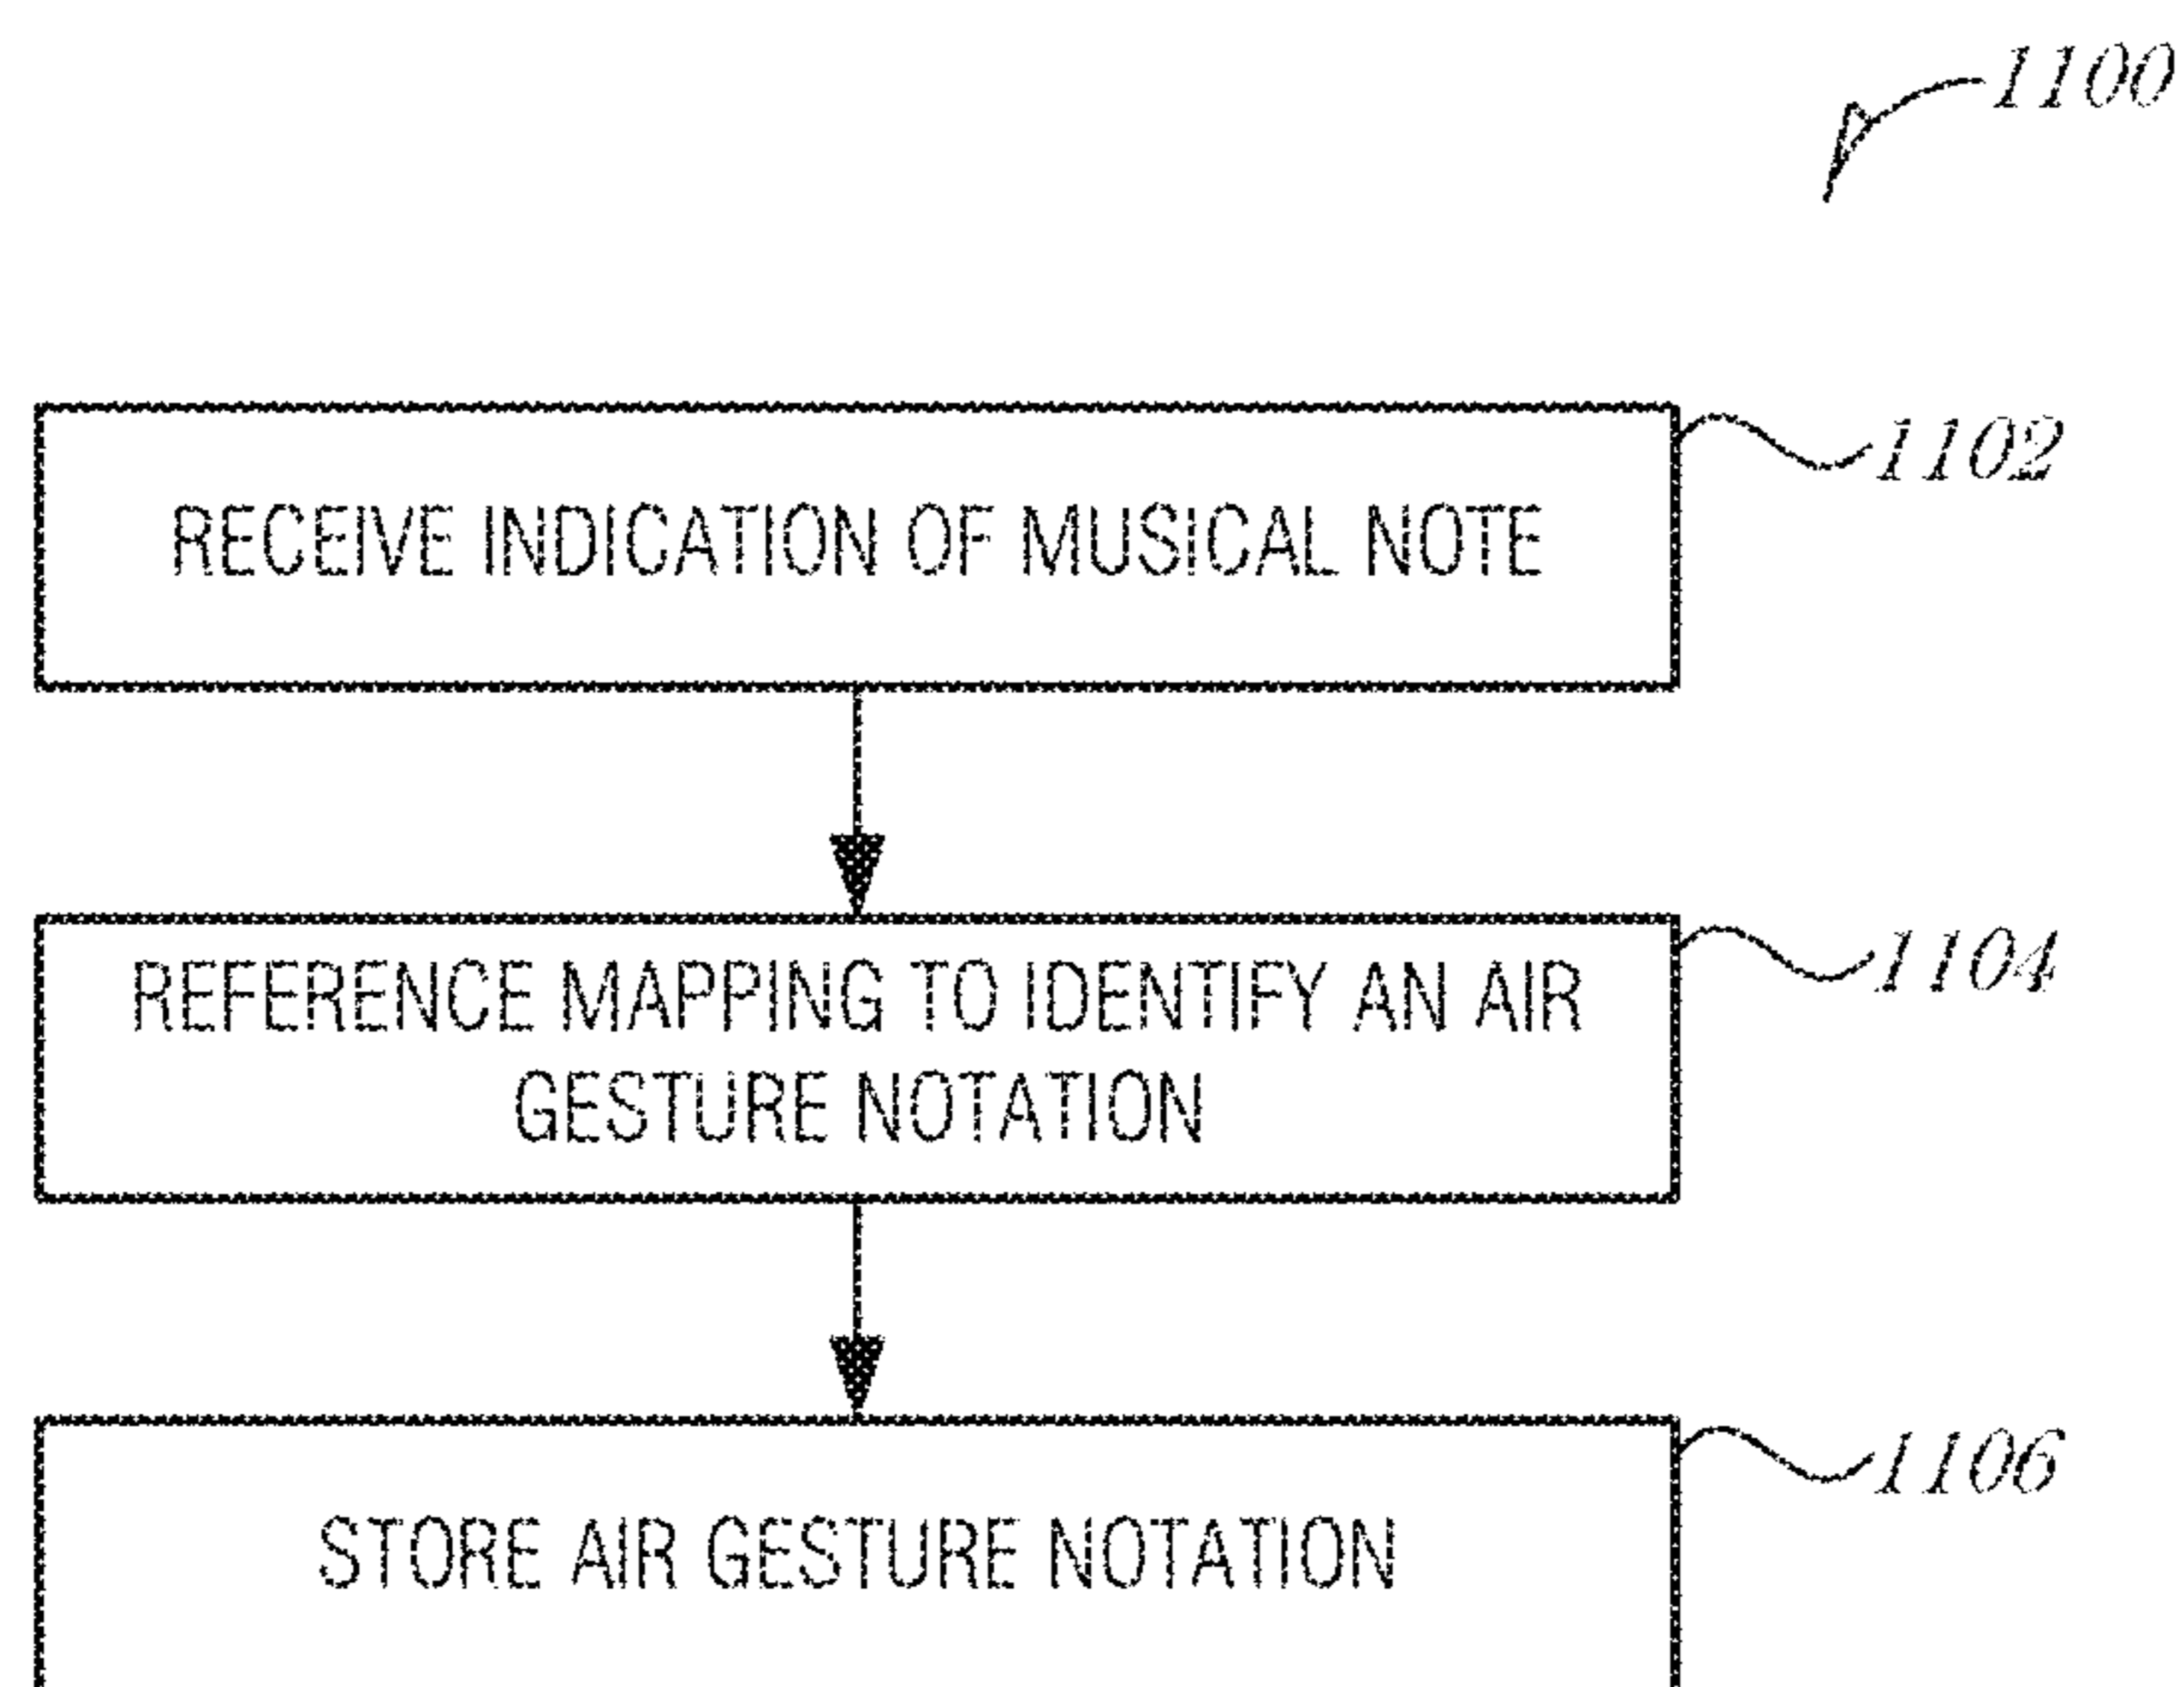 1100
RECEIVE INDICATION OF MUSICAL NOTE
1102
REFERENCE MAPPING TO IDENTIFY AN AIR
GESTURE NOTATION
1104
STORE AIR GESTURE NOTATION
1106